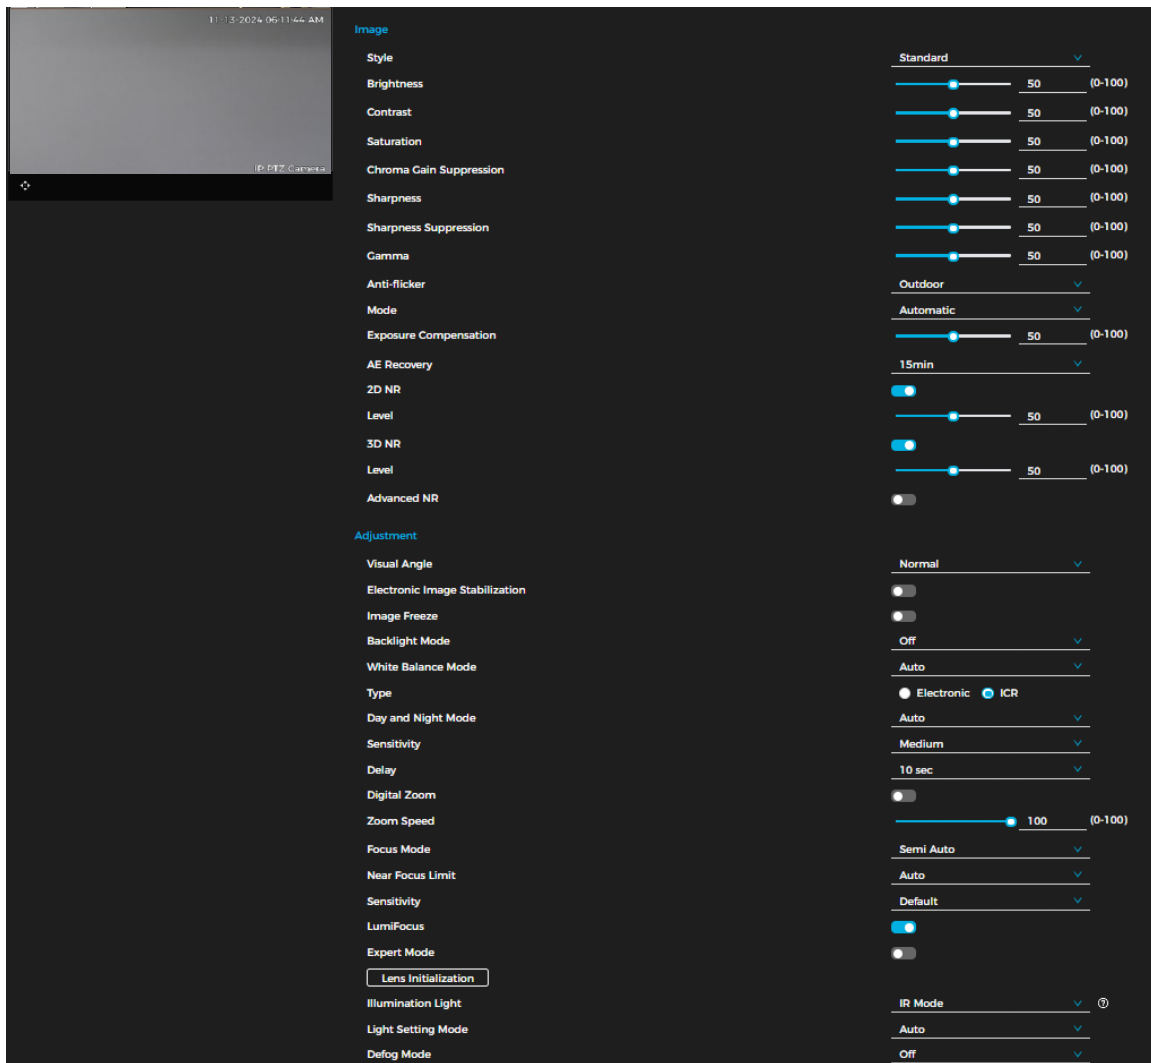 11-13-2024 06:11:44 AM
IP PTZ Camera
Image
Style Standard
Brightness 50 (0-100)
Contrast 50 (0-100)
Saturation 50 (0-100)
Chroma Gain Suppression 50 (0-100)
Sharpness 50 (0-100)
Sharpness Suppression 50 (0-100)
Gamma 50 (0-100)
Anti-flicker Outdoor
Mode Automatic
Exposure Compensation 50 (0-100)
AE Recovery 15min
2D NR
Level 50 (0-100)
3D NR
Level 50 (0-100)
Advanced NR
Adjustment
Visual Angle Normal
Electronic Image Stabilization
Image Freeze
Backlight Mode Off
White Balance Mode Auto
Type Electronic ICR
Day and Night Mode Auto
Sensitivity Medium
Delay 10 sec
Digital Zoom
Zoom Speed 100 (0-100)
Focus Mode Semi Auto
Near Focus Limit Auto
Sensitivity Default
LumiFocus
Expert Mode
Lens Initialization
Illumination Light IR Mode ?
Light Setting Mode Auto
Defog Mode Off